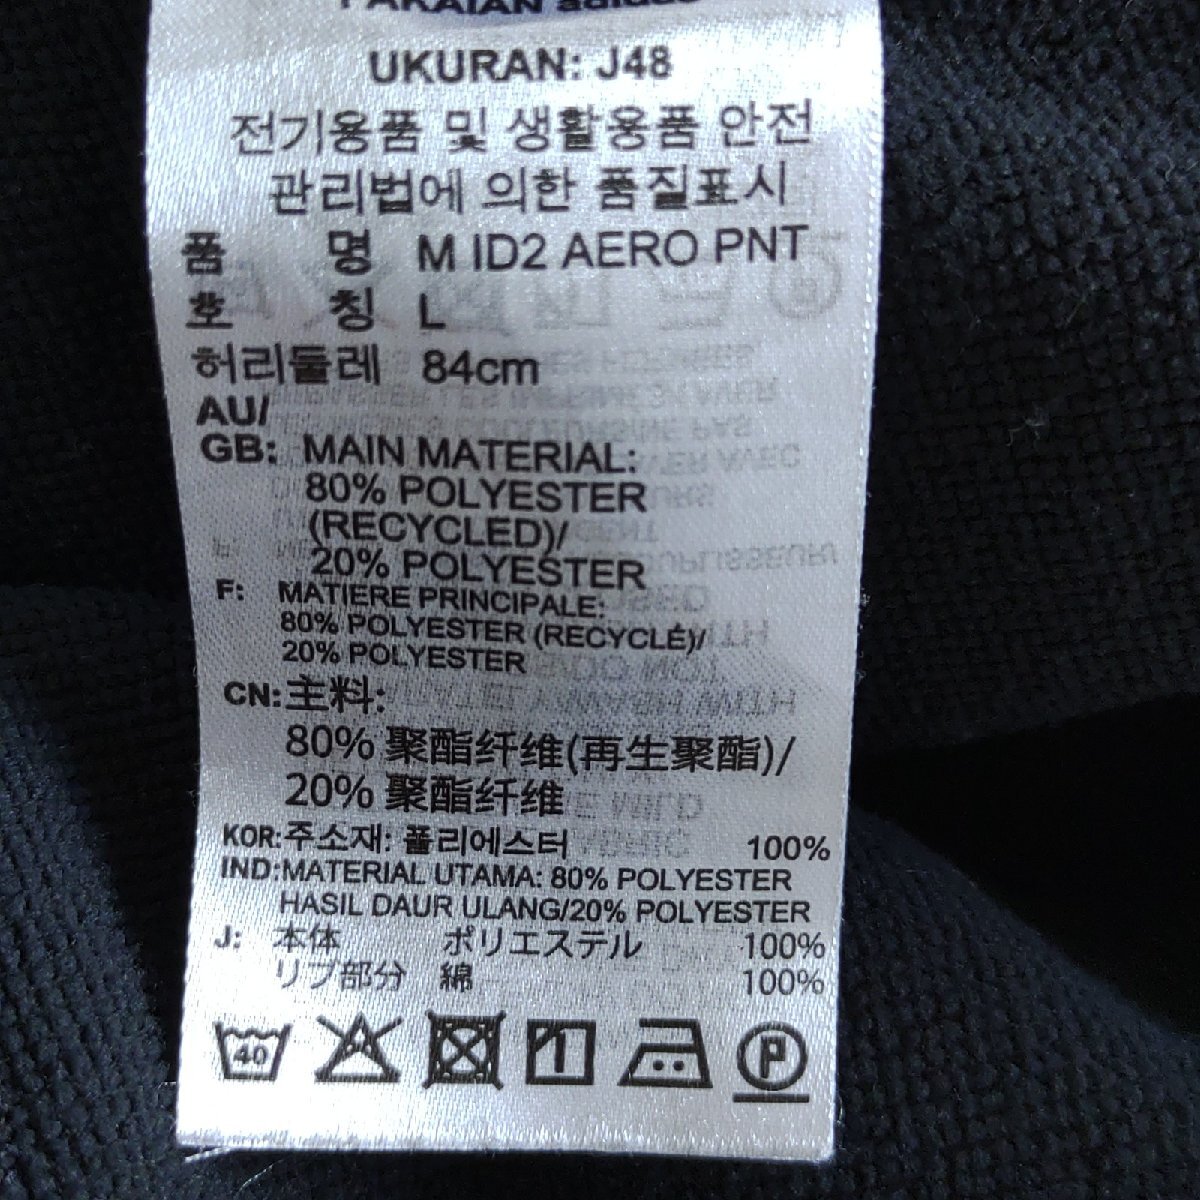 PAKAIAN adidas
UKURAN: J48
전기용품 및 생활용품 안전
관리법에 의한 품질표시
품 명 M ID2 AERO PNT
호 칭 L
허리둘레 84cm
AU/
GB: MAIN MATERIAL:
80% POLYESTER
(RECYCLED)/
20% POLYESTER
F: MATIERE PRINCIPALE:
80% POLYESTER (RECYCLÉ)/
20% POLYESTER
CN:主料:
80% 聚酯纤维(再生聚酯)/
20% 聚酯纤维
KOR:주소재: 폴리에스터 100%
IND:MATERIAL UTAMA: 80% POLYESTER
HASIL DAUR ULANG/20% POLYESTER
J: 本体 ポリエステル 100%
リブ部分 綿 100%
40 P